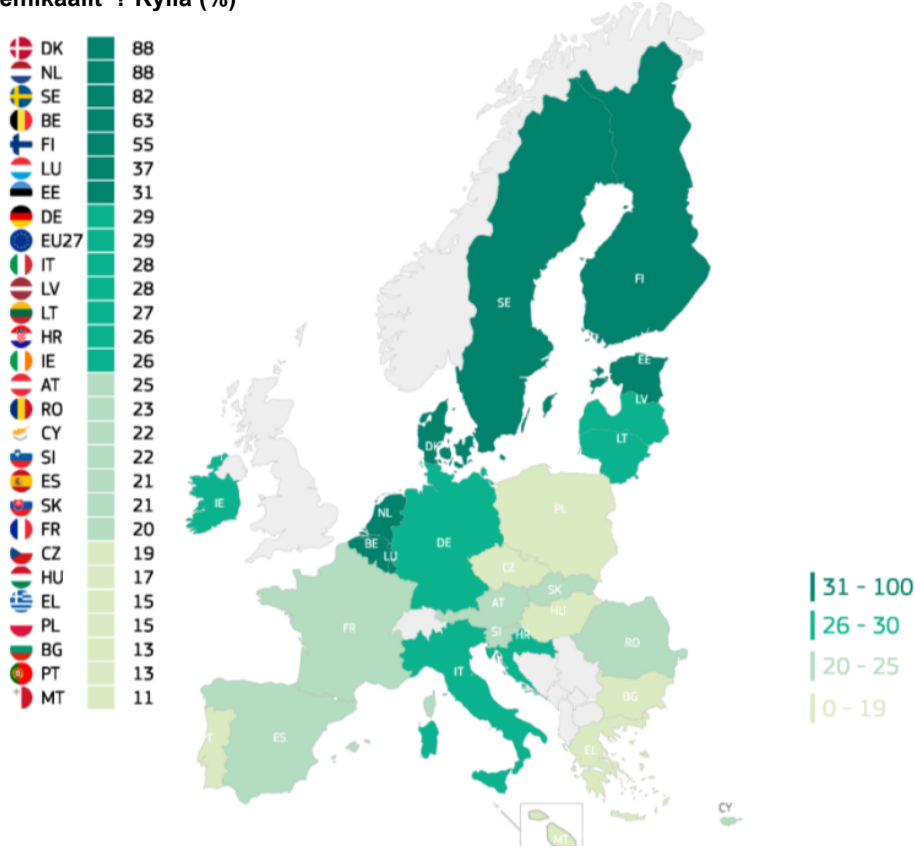 ? Kyllä (%)
DK 88
NL 88
SE 82
BE 63
FI 55
LU 37
EE 31
DE 29
EU27 29
IT 28
LV 28
LT 27
HR 26
IE 26
AT 25
RO 23
CY 22
SI 22
ES 21
SK 21
FR 20
CZ 19
HU 17
EL 15
PL 15
BG 13
PT 13
MT 11
FI
SE
EE
LV
LT
DK
IE
NL
PL
BE
DE
LU
CZ
SK
AT
HU
FR
SI
HR
RO
IT
BG
ES
EL
CY
MT
31 - 100
26 - 30
20 - 25
0 - 19